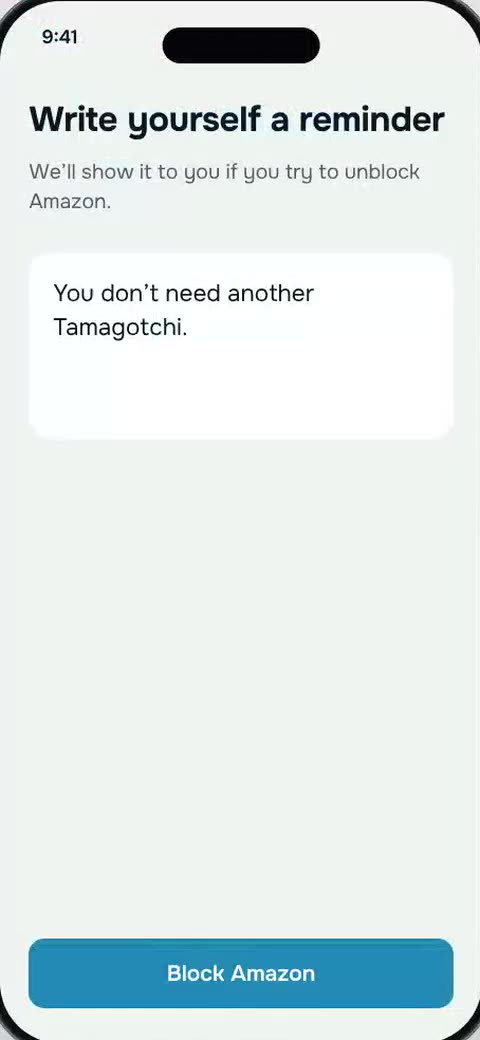 9:41
Write yourself a reminder
We’ll show it to you if you try to unblock
Amazon.
You don’t need another
Tamagotchi.
Block Amazon